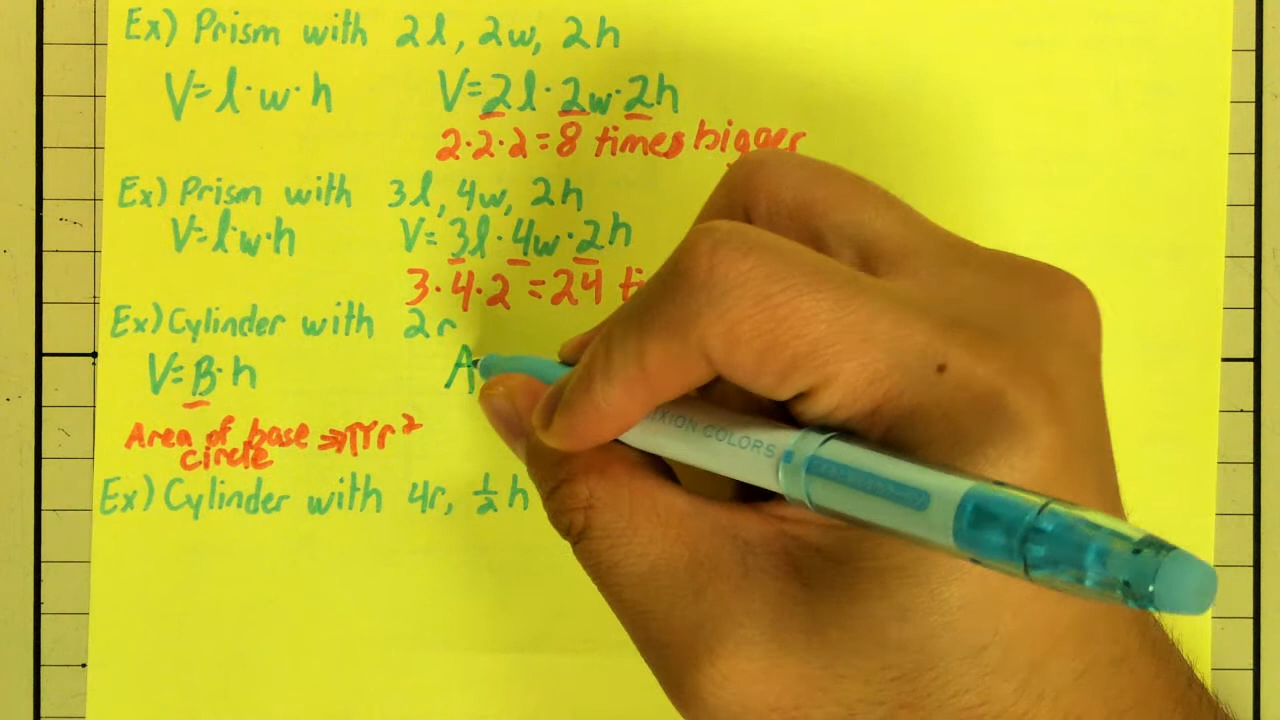 Ex) Prism with 2l, 2w, 2h
V=l·w·h V=2l·2w·2h
2·2·2=8 times bigger
Ex) Prism with 3l, 4w, 2h
V=l·w·h V=3l·4w·2h
3·4·2=24
Ex) Cylinder with 2r
V=B·h A
Area of base ⇒πr²
circle
Ex) Cylinder with 4r, ½h
IXION COLORS